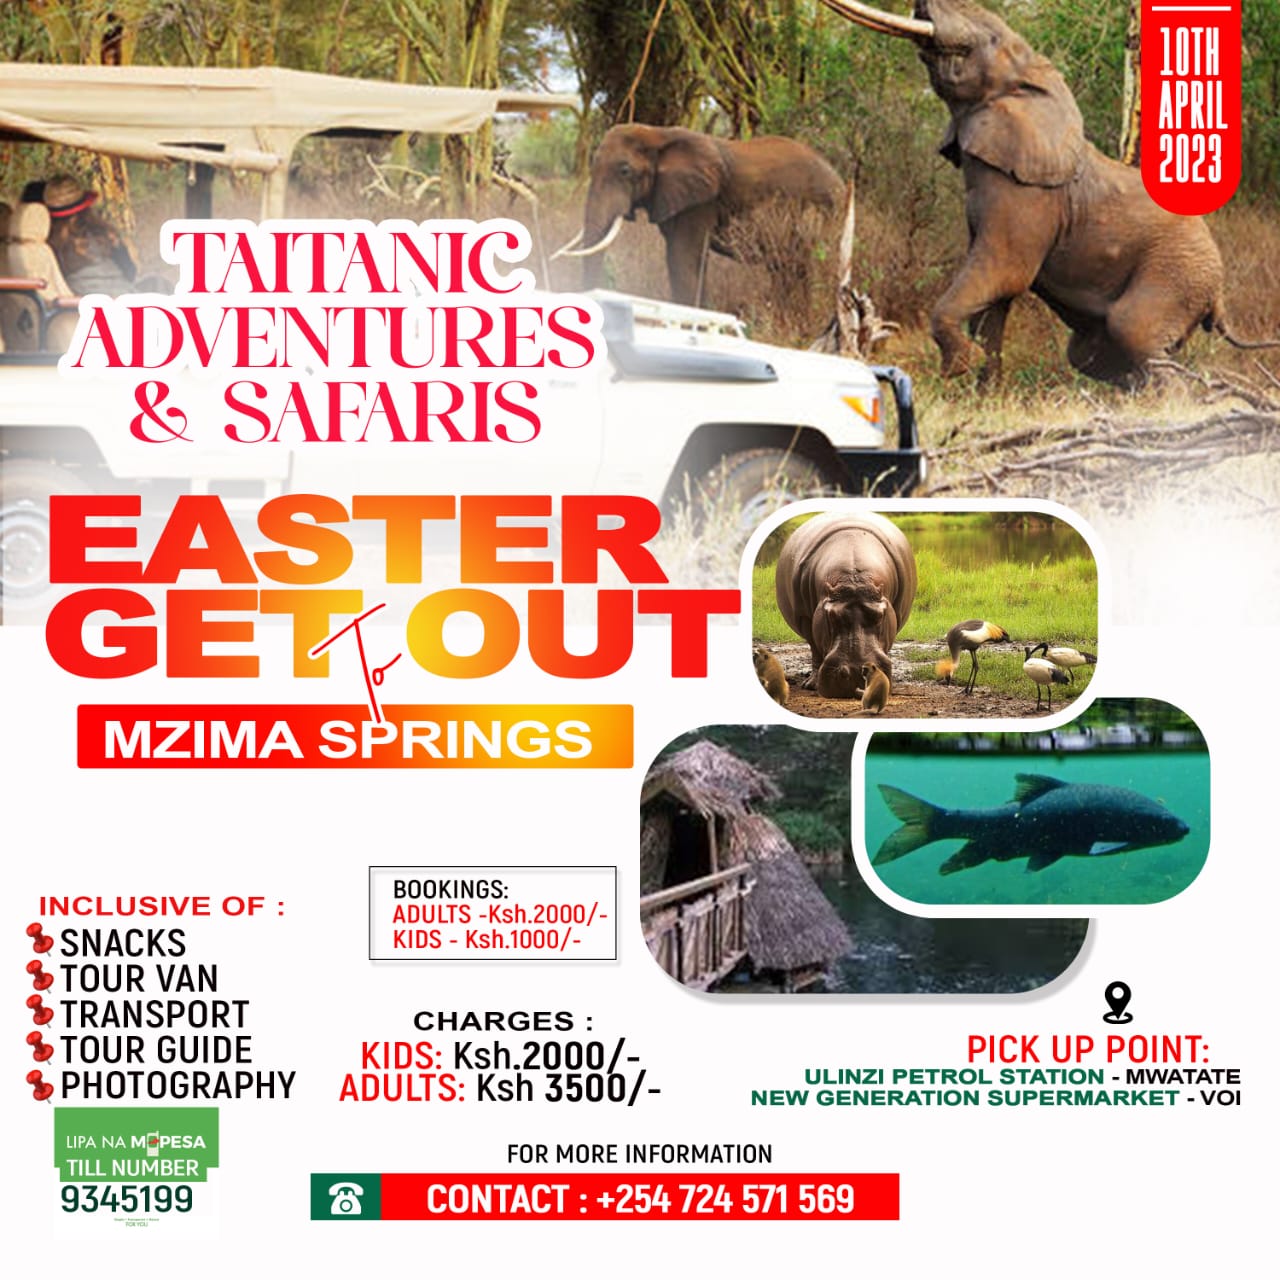 10TH
APRIL
2023
TAITANIC
ADVENTURES
& SAFARIS
EASTER
GET OUT
To
MZIMA SPRINGS
INCLUSIVE OF :
SNACKS
TOUR VAN
TRANSPORT
TOUR GUIDE
PHOTOGRAPHY
BOOKINGS:
ADULTS -Ksh.2000/-
KIDS - Ksh.1000/-
CHARGES :
KIDS: Ksh.2000/-
ADULTS: Ksh 3500/-
PICK UP POINT:
ULINZI PETROL STATION - MWATATE
NEW GENERATION SUPERMARKET - VOI
LIPA NA M-PESA
TILL NUMBER
9345199
FOR YOU
FOR MORE INFORMATION
CONTACT : +254 724 571 569